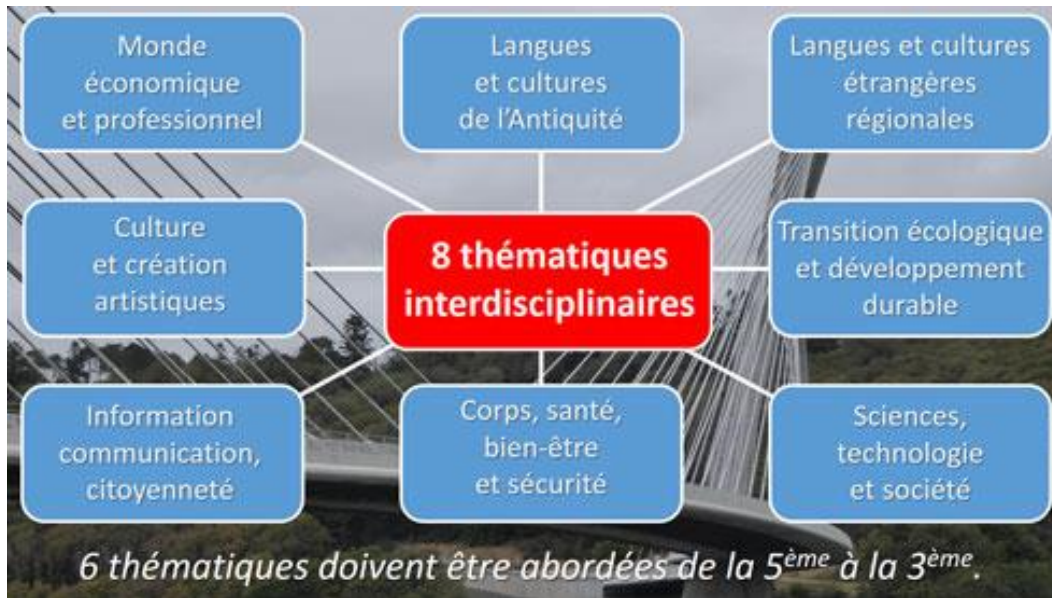 Monde
économique
et professionnel
Langues
et cultures
de l'Antiquité
Langues et cultures
étrangères
régionales
Culture
et création
artistiques
8 thématiques
interdisciplinaires
Transition écologique
et développement
durable
Information
communication,
citoyenneté
Corps, santé,
bien-être
et sécurité
Sciences,
technologie
et société
6 thématiques doivent être abordées de la 5ème à la 3ème.